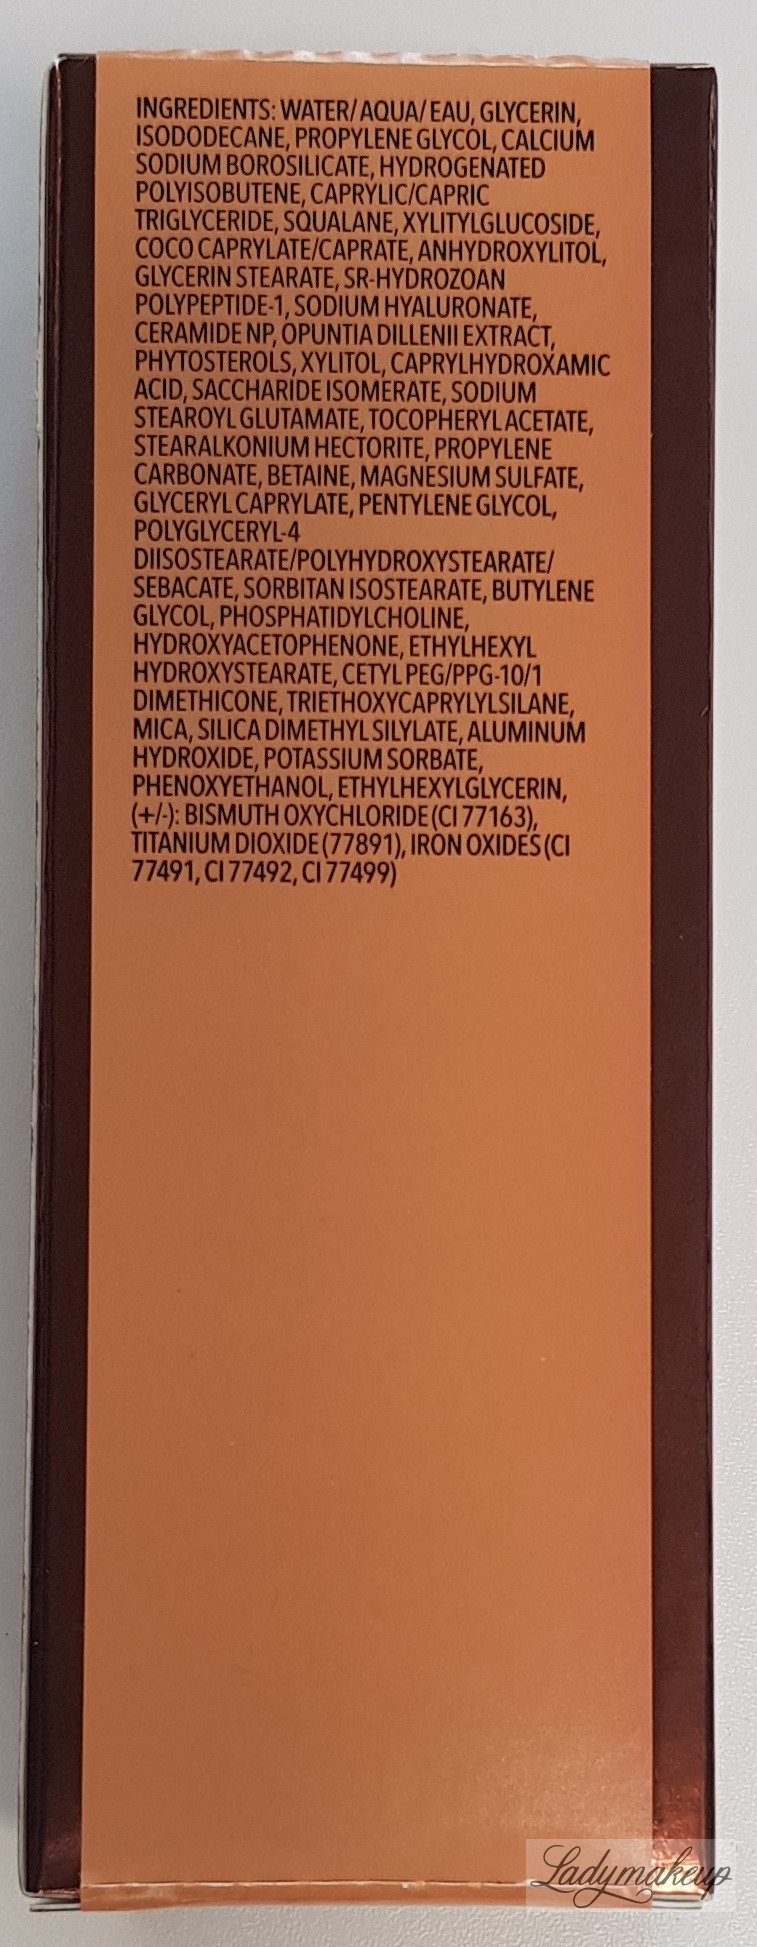 INGREDIENTS: WATER/ AQUA/ EAU, GLYCERIN,
ISODODECANE, PROPYLENE GLYCOL, CALCIUM
SODIUM BOROSILICATE, HYDROGENATED
POLYISOBUTENE, CAPRYLIC/CAPRIC
TRIGLYCERIDE, SQUALANE, XYLITYLGLUCOSIDE,
COCO CAPRYLATE/CAPRATE, ANHYDROXYLITOL,
GLYCERIN STEARATE, SR-HYDROZOAN
POLYPEPTIDE-1, SODIUM HYALURONATE,
CERAMIDE NP, OPUNTIA DILLENII EXTRACT,
PHYTOSTEROLS, XYLITOL, CAPRYLHYDROXAMIC
ACID, SACCHARIDE ISOMERATE, SODIUM
STEAROYL GLUTAMATE, TOCOPHERYL ACETATE,
STEARALKONIUM HECTORITE, PROPYLENE
CARBONATE, BETAINE, MAGNESIUM SULFATE,
GLYCERYL CAPRYLATE, PENTYLENE GLYCOL,
POLYGLYCERYL-4
DIISOSTEARATE/POLYHYDROXYSTEARATE/
SEBACATE, SORBITAN ISOSTEARATE, BUTYLENE
GLYCOL, PHOSPHATIDYLCHOLINE,
HYDROXYACETOPHENONE, ETHYLHEXYL
HYDROXYSTEARATE, CETYL PEG/PPG-10/1
DIMETHICONE, TRIETHOXYCAPRYLYLSILANE,
MICA, SILICA DIMETHYL SILYLATE, ALUMINUM
HYDROXIDE, POTASSIUM SORBATE,
PHENOXYETHANOL, ETHYLHEXYLGLYCERIN,
(+/-): BISMUTH OXYCHLORIDE (CI 77163),
TITANIUM DIOXIDE (77891), IRON OXIDES (CI
77491, CI 77492, CI 77499)
Ladymakeup